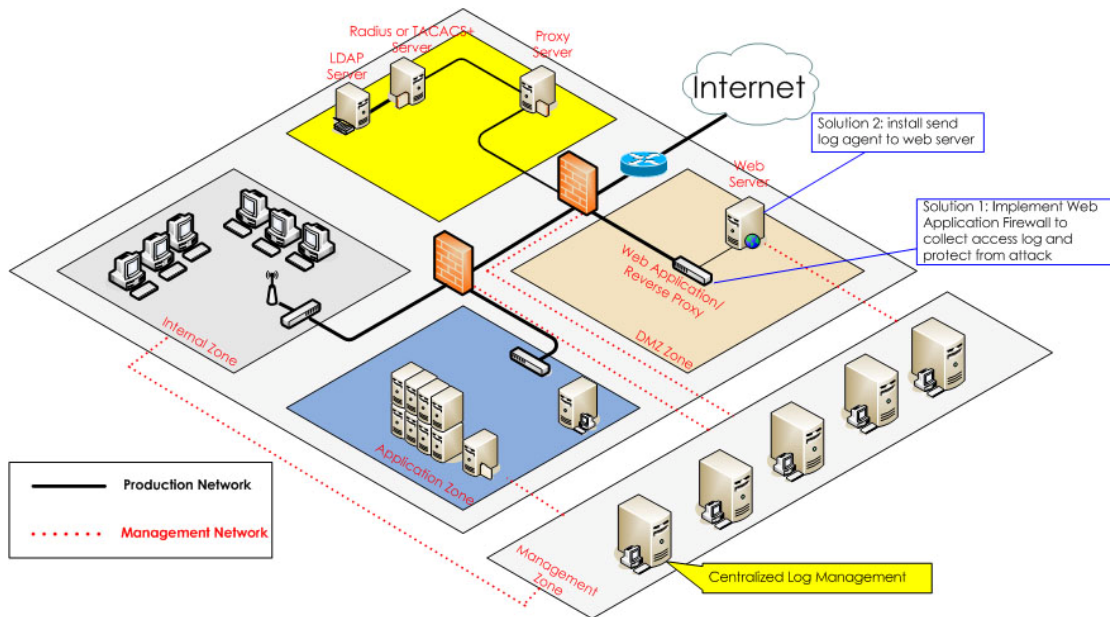 Radius or TACACS+
Server
Proxy
Server
LDAP
Server
Internet
Solution 2: install send
log agent to web server
Web
Server
Solution 1: Implement Web
Application Firewall to
collect access log and
protect from attack
Web Application/
Reverse Proxy
DMZ Zone
Internal Zone
Application Zone
Production Network
Management Network
Management
Zone
Centralized Log Management